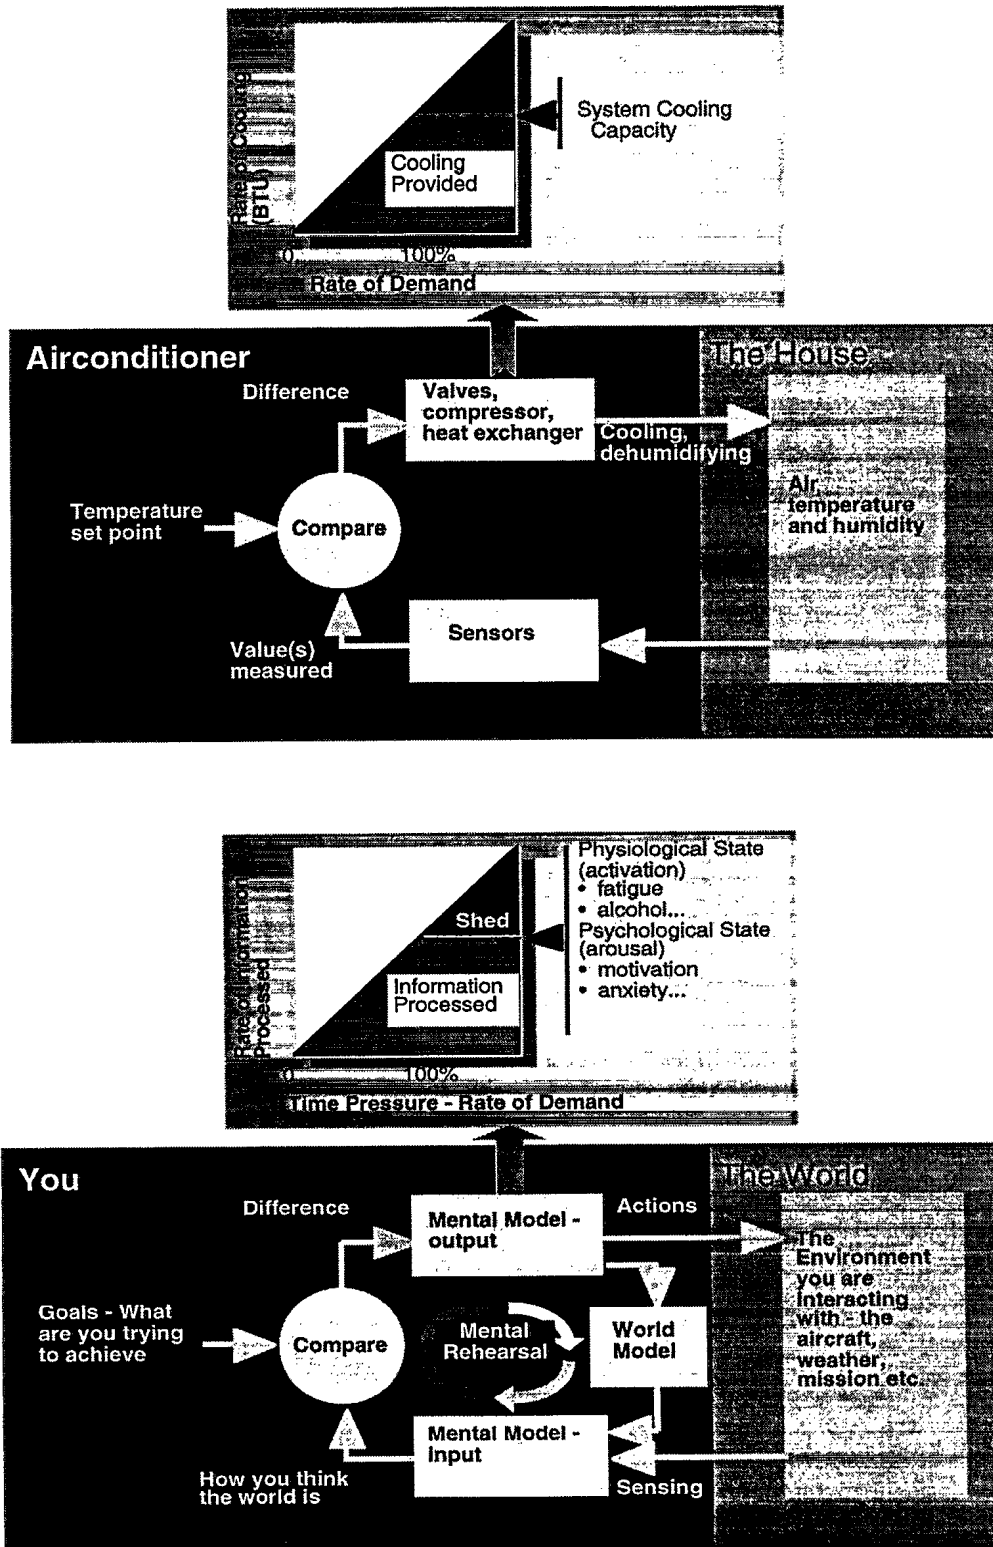 Rate of Cooling
(BTU)
System Cooling
Capacity
Cooling
Provided
0
100%
Rate of Demand
Airconditioner
The House
Difference
Valves,
compressor,
heat exchanger
Cooling,
dehumidifying
Temperature
set point
Compare
Air
temperature
and humidity
Value(s)
measured
Sensors
Rate of Information
Processed
Physiological State
(activation)
• fatigue
• alcohol...
Psychological State
(arousal)
• motivation
• anxiety...
Shed
Information
Processed
0
100%
Time Pressure - Rate of Demand
You
The World
Difference
Mental Model -
output
Actions
The
Environment
you are
interacting
with - the
aircraft,
weather,
mission etc.
Goals - What
are you trying
to achieve
Compare
Mental
Rehearsal
World
Model
Mental Model -
input
How you think
the world is
Sensing